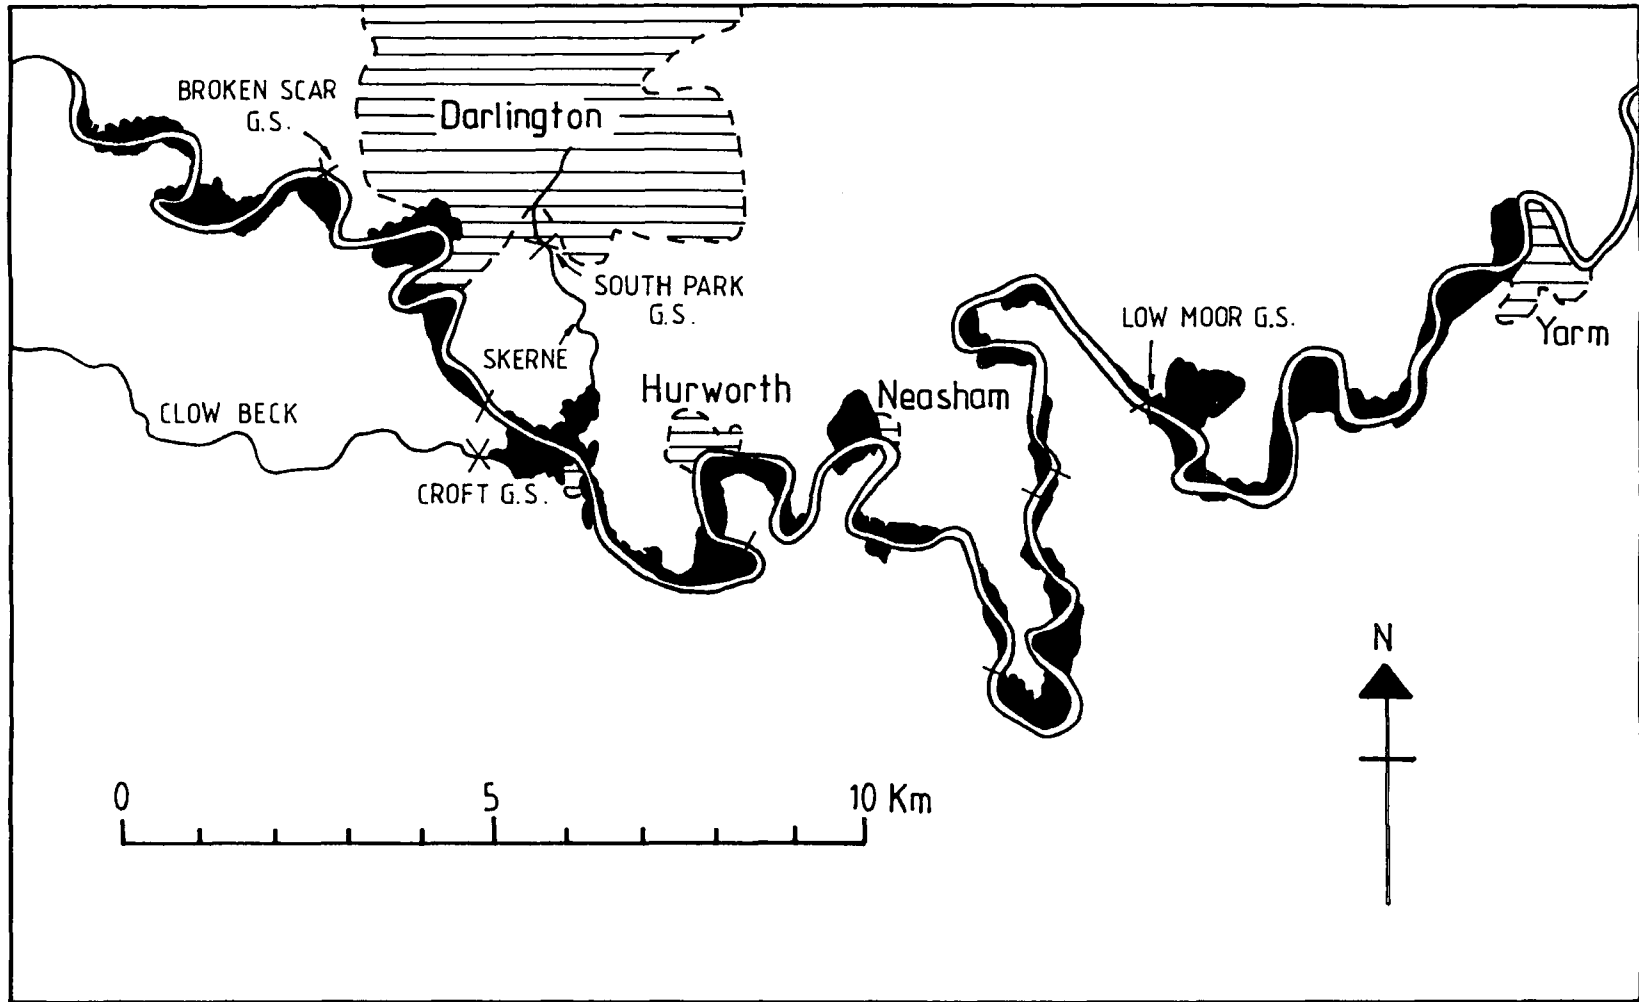 BROKEN SCAR
G.S.
Darlington
SOUTH PARK
G.S.
SKERNE
LOW MOOR G.S.
Yarm
Hurworth
Neasham
CLOW BECK
CROFT G.S.
N
0 5 10 Km